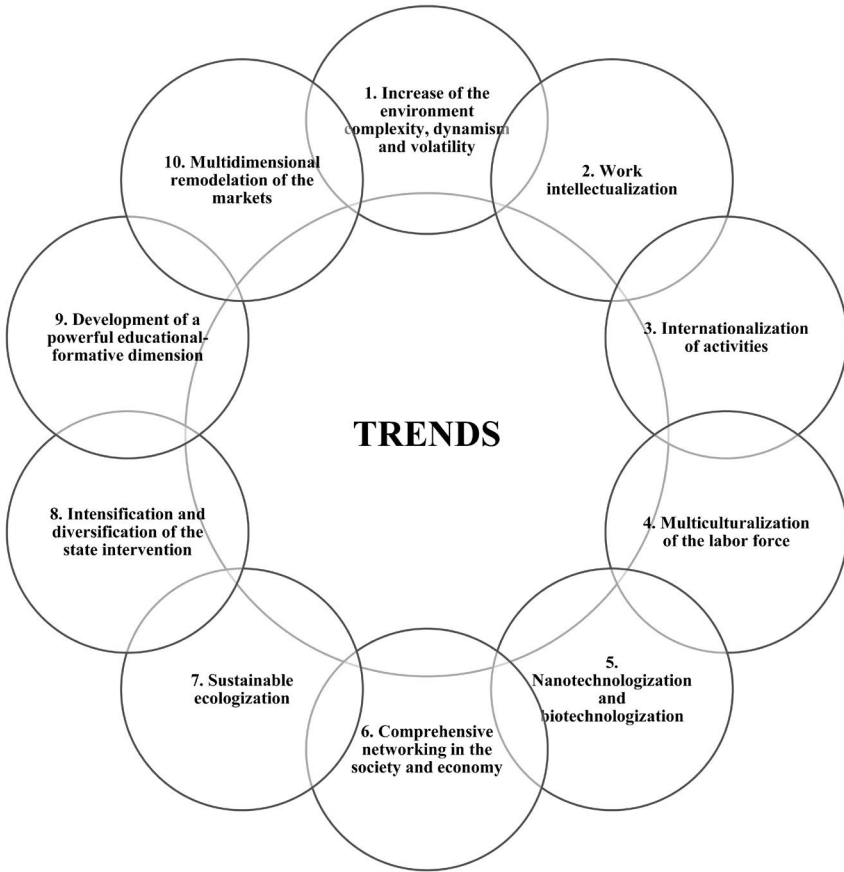 1. Increase of the
environment
complexity, dynamism
and volatility
2. Work
intellectualization
3. Internationalization
of activities
4. Multiculturalization
of the labor force
5.
Nanotechnologization
and
biotechnologization
6. Comprehensive
networking in the
society and economy
7. Sustainable
ecologization
8. Intensification and
diversification of the
state intervention
9. Development of a
powerful educational-
formative dimension
10. Multidimensional
remodelation of the
markets
TRENDS